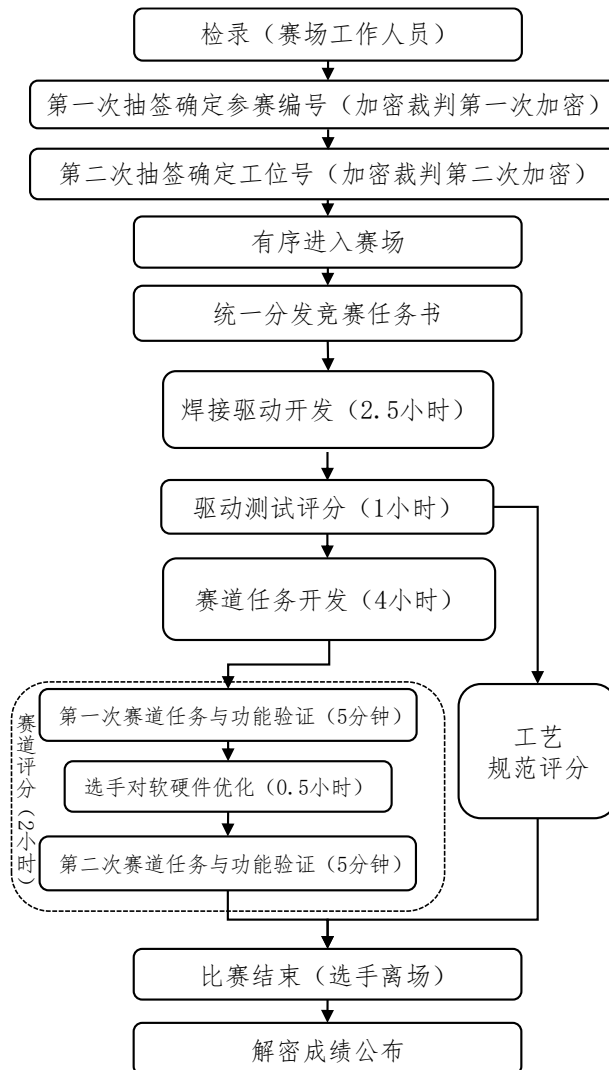 检录（赛场工作人员）
第一次抽签确定参赛编号（加密裁判第一次加密）
第二次抽签确定工位号（加密裁判第二次加密）
有序进入赛场
统一分发竞赛任务书
焊接驱动开发（2.5小时）
驱动测试评分（1小时）
赛道任务开发（4小时）
赛道评分（2小时）
第一次赛道任务与功能验证（5分钟）
选手对软硬件优化（0.5小时）
第二次赛道任务与功能验证（5分钟）
工艺
规范评分
比赛结束（选手离场）
解密成绩公布